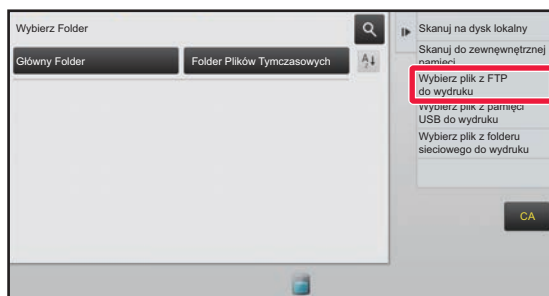 Wybierz Folder
Główny Folder
Folder Plików Tymczasowych
A
Z
Skanuj na dysk lokalny
Skanuj do zewnęwnętrznej
pamięci
Wybierz plik z FTP
do wydruku
Wybierz plik z pamięci
USB do wydruku
Wybierz plik z folderu
sieciowego do wydruku
CA